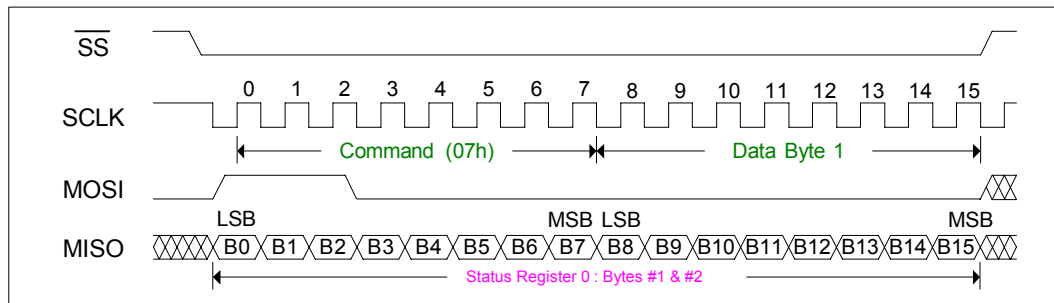 SS
0 1 2 3 4 5 6 7 8 9 10 11 12 13 14 15
SCLK
Command (07h) Data Byte 1
MOSI
LSB MSB LSB MSB
MISO B0 B1 B2 B3 B4 B5 B6 B7 B8 B9 B10 B11 B12 B13 B14 B15
Status Register 0 : Bytes #1 & #2